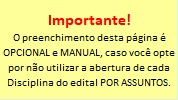 Importante!
O preenchimento desta página é
OPCIONAL e MANUAL, caso você opte
por não utilizar a abertura de cada
Disciplina do edital POR ASSUNTOS.